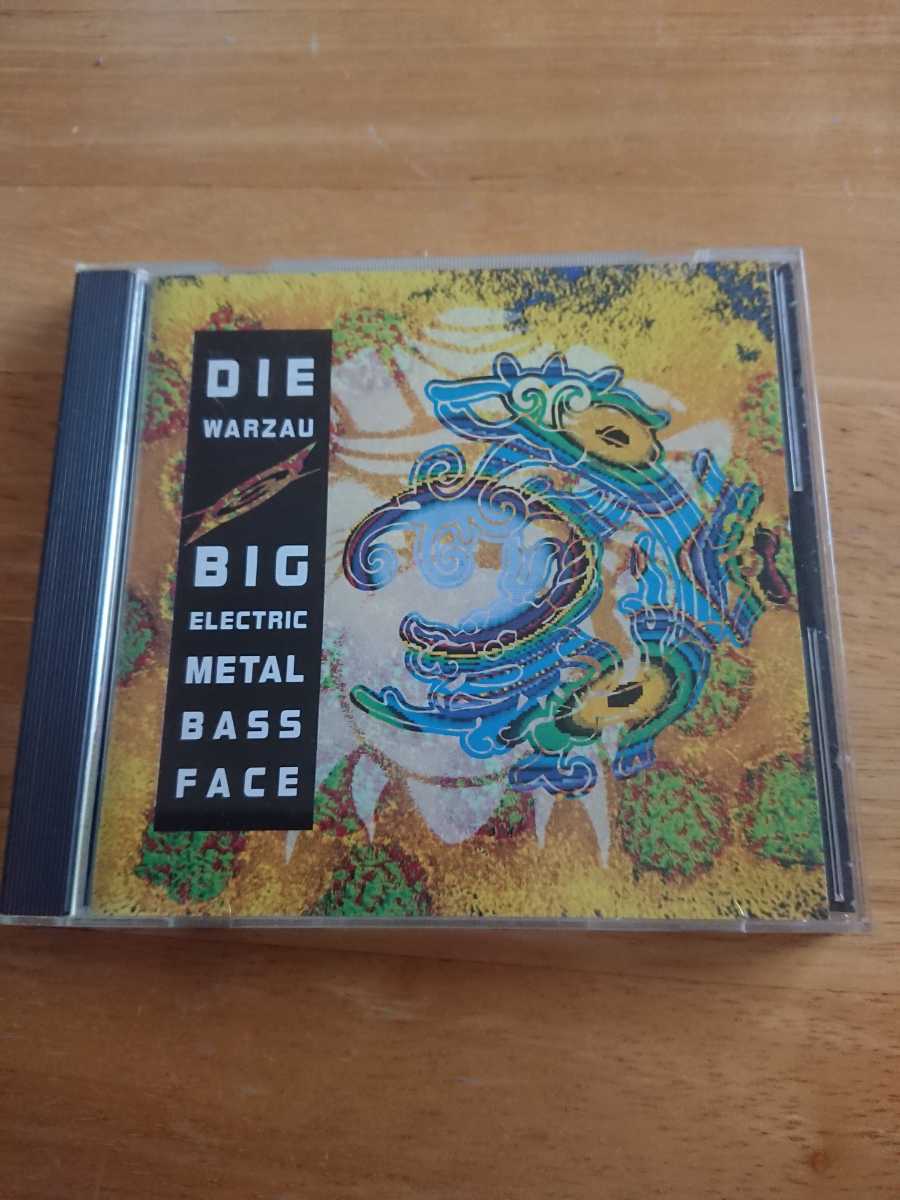 DIE
WARZAU
BIG
ELECTRIC
METAL
BASS
FACE